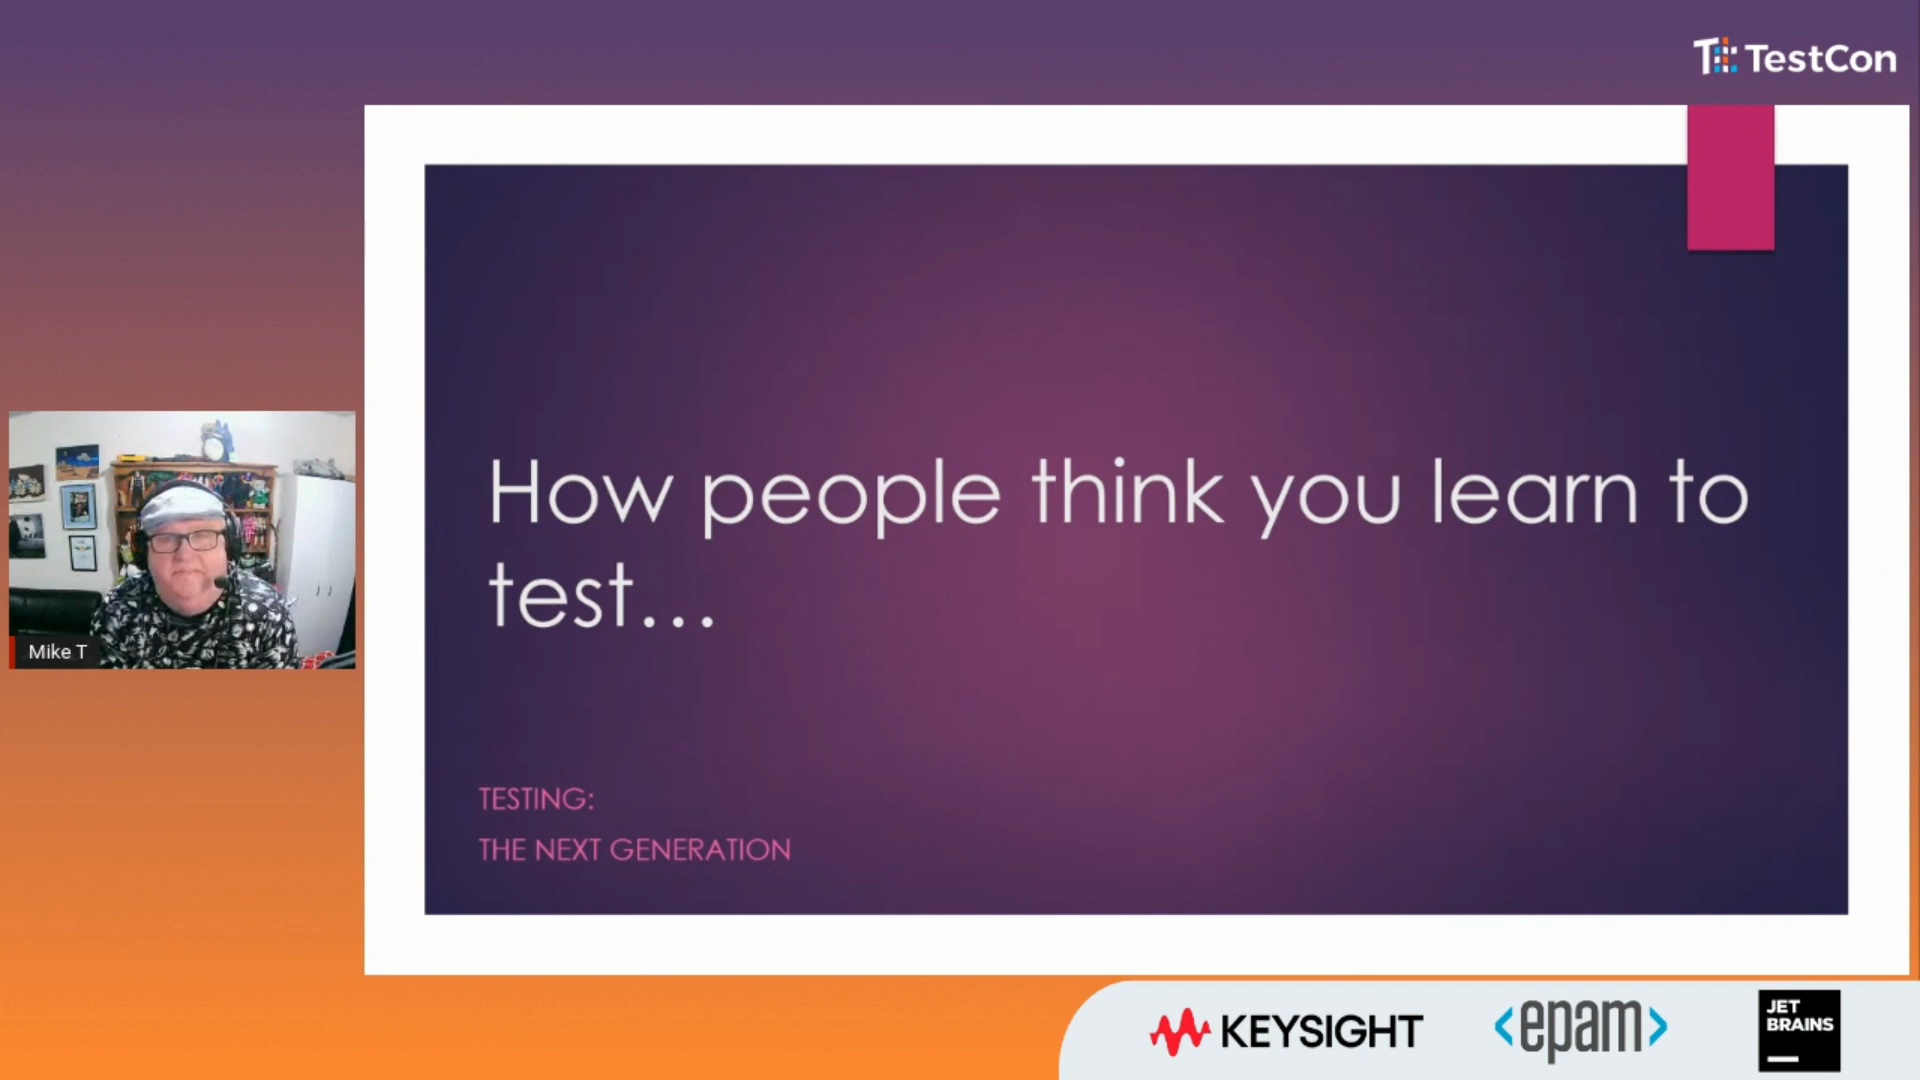 TestCon
How people think you learn to
test...
TESTING:
THE NEXT GENERATION
Mike T
KEYSIGHT
<epam>
JET
BRAINS